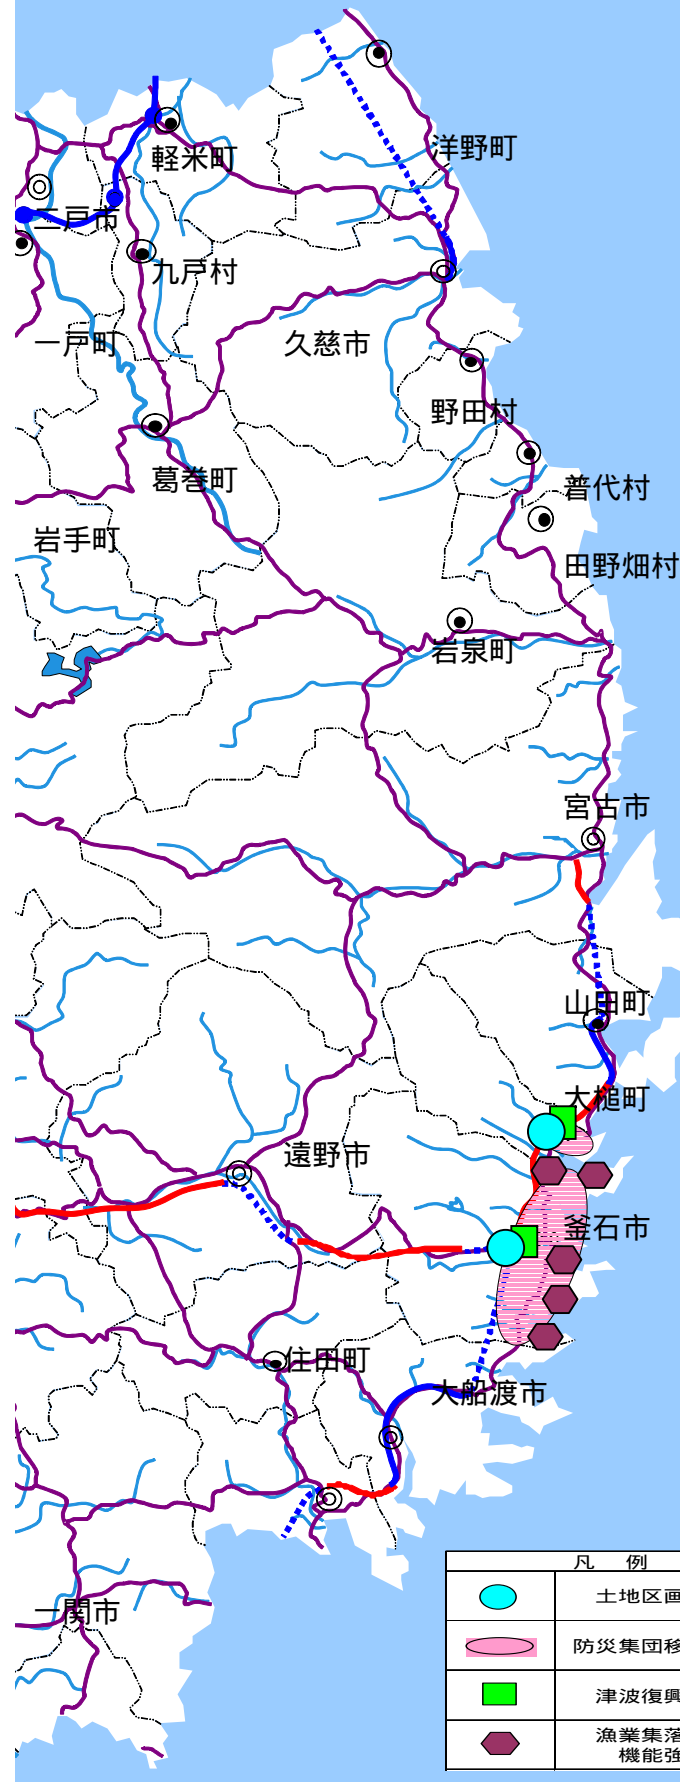 洋野町
軽米町
二戸市
九戸村
一戸町
久慈市
野田村
葛巻町
普代村
岩手町
田野畑村
岩泉町
宮古市
山田町
大槌町
遠野市
釜石市
住田町
大船渡市
凡 例
土地区画
防災集団移
津波復興
一関市
漁業集落
機能強